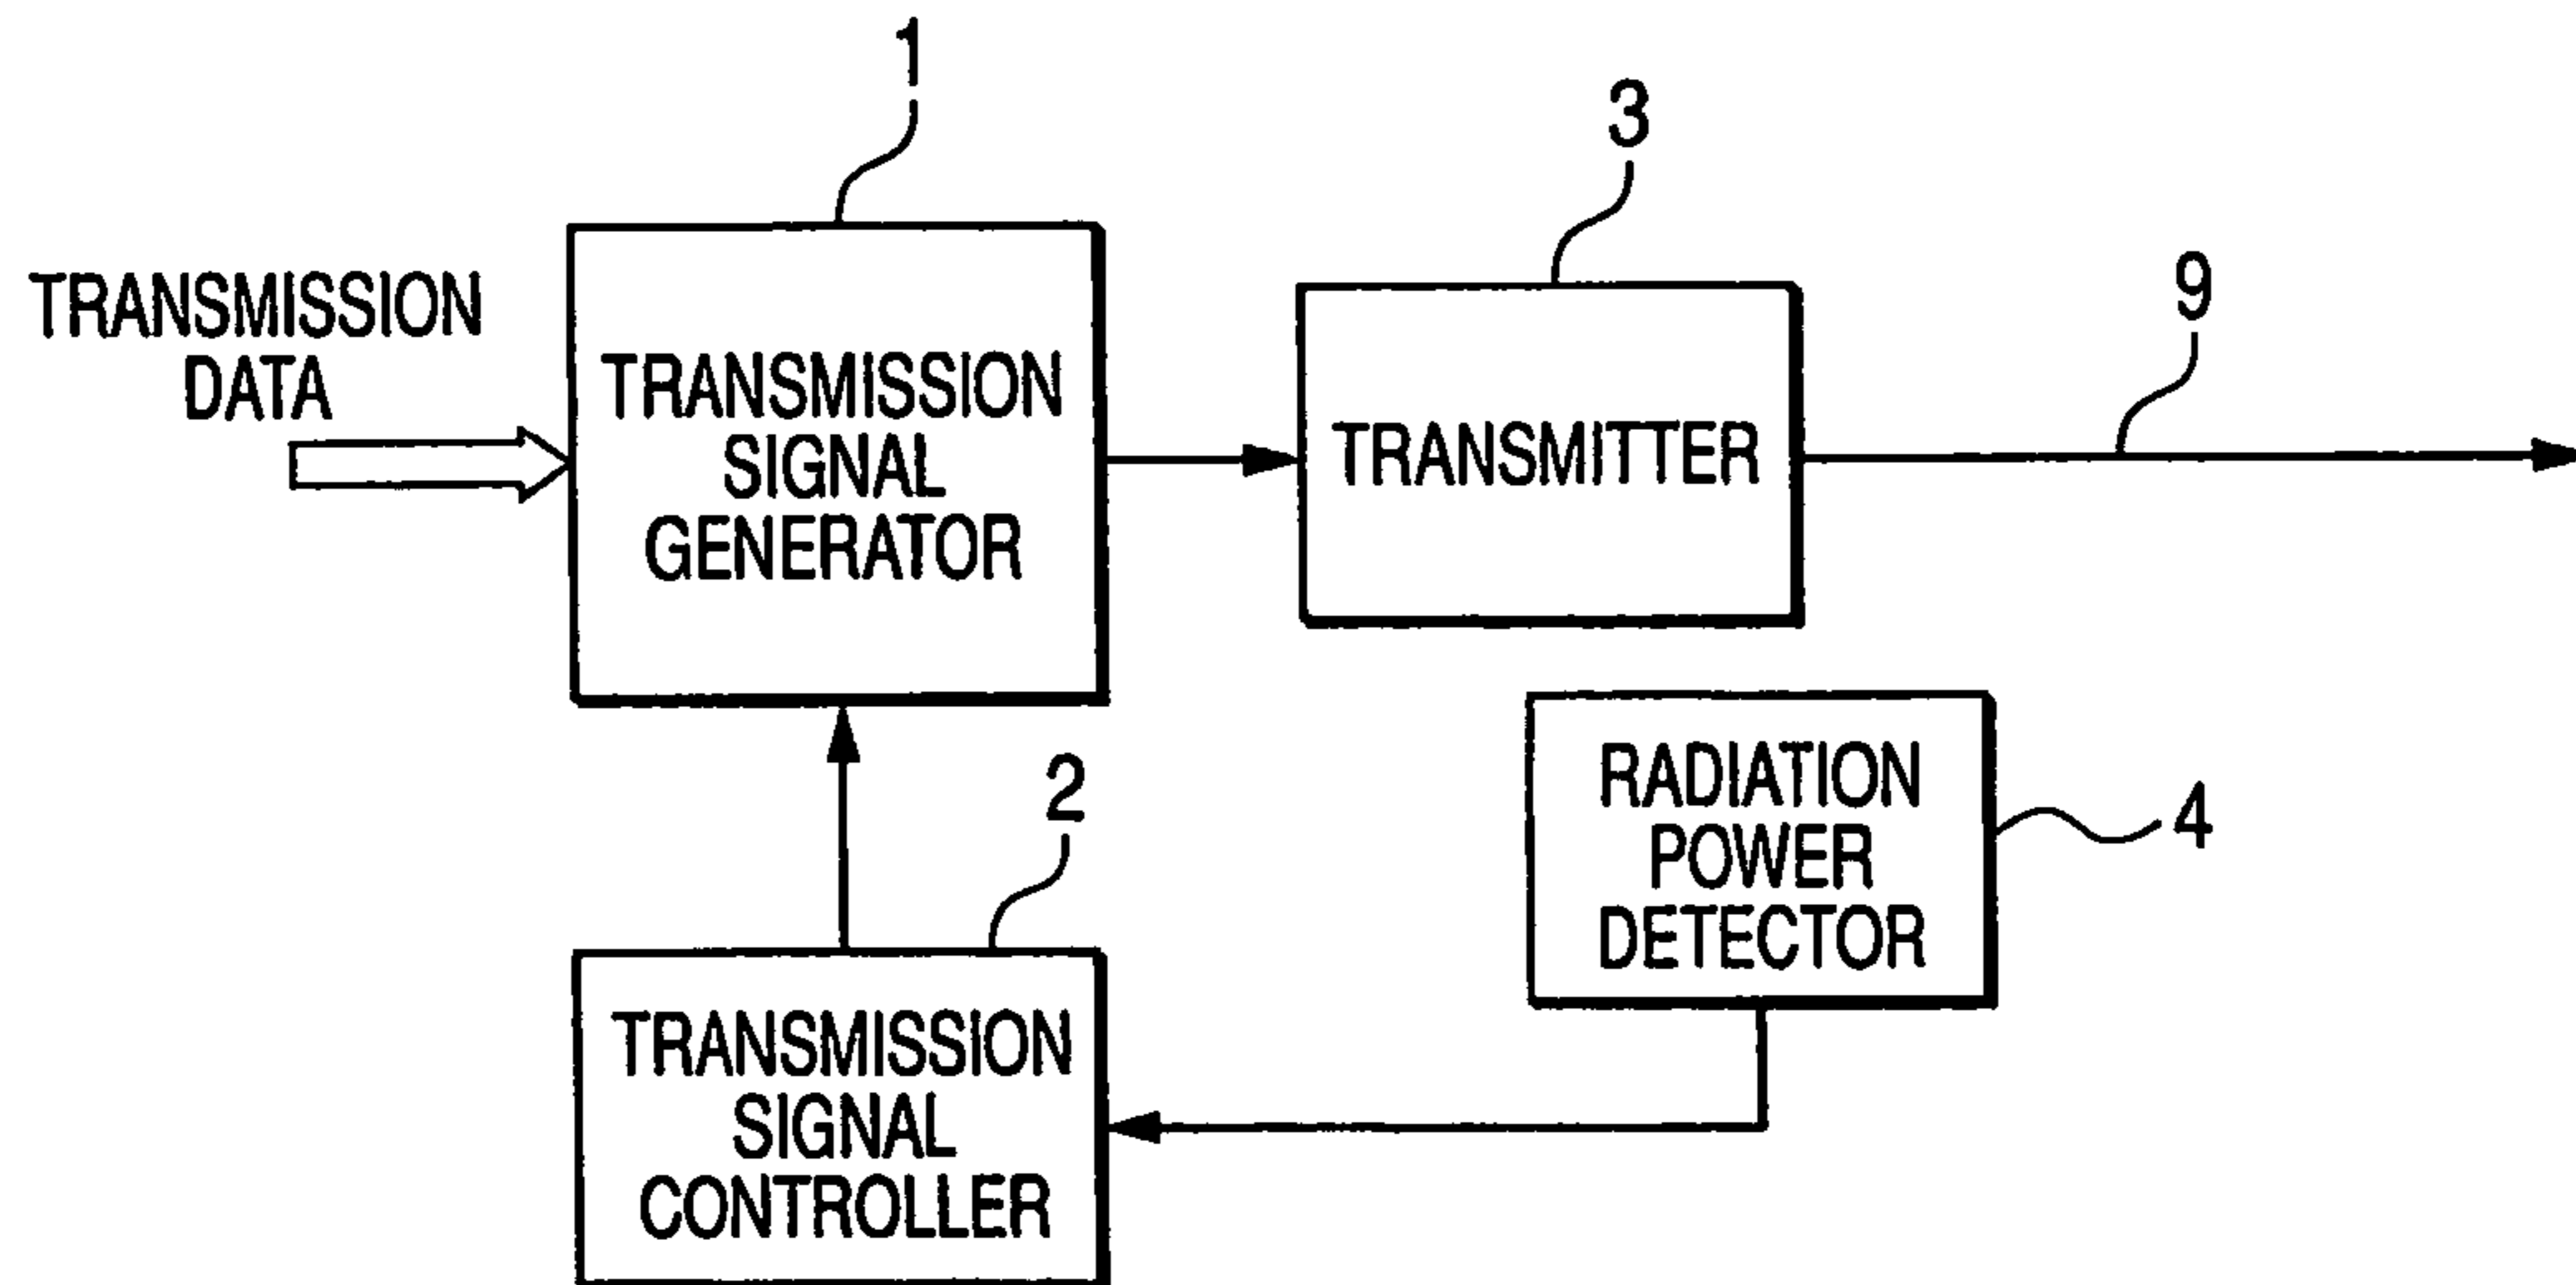 1
3
9
TRANSMISSION
DATA
TRANSMISSION
SIGNAL
GENERATOR
TRANSMITTER
2
RADIATION
POWER
DETECTOR
4
TRANSMISSION
SIGNAL
CONTROLLER